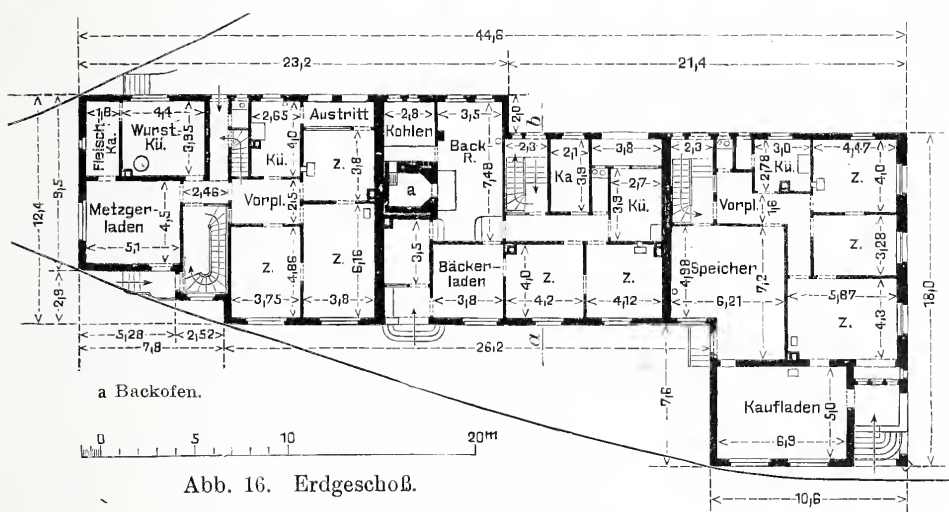 44,6
23,2
21,4
1,8
4,4
Fleisch-
Ka.
Wurst-
Kü.
3,95
2,65
4,0
Kü.
Austritt
Z.
3,8
2,8
Kohlen
3,5
Back
R.
7,48
a
2,0
b
2,3
2,1
Ka
3,9
3,8
2,7
Kü.
3,9
2,3
3,0
2,78
Kü.
4,47
Z.
4,0
12,4
9,5
2,9
Metzger-
laden
4,5
5,1
2,46
Vorpl.
2,5
Z.
4,86
3,75
Z.
6,16
3,8
3,5
Bäcker-
laden
3,8
4,0
Z.
4,2
Z.
4,12
Vorpl.
1,6
Z.
3,28
Speicher
4,98
7,2
6,21
5,87
Z.
4,3
18,0
5,28
2,52
7,8
26,2
a
7,6
Kaufladen
5,0
6,9
10,6
a Backofen.
0 5 10 20m
Abb. 16. Erdgeschoß.